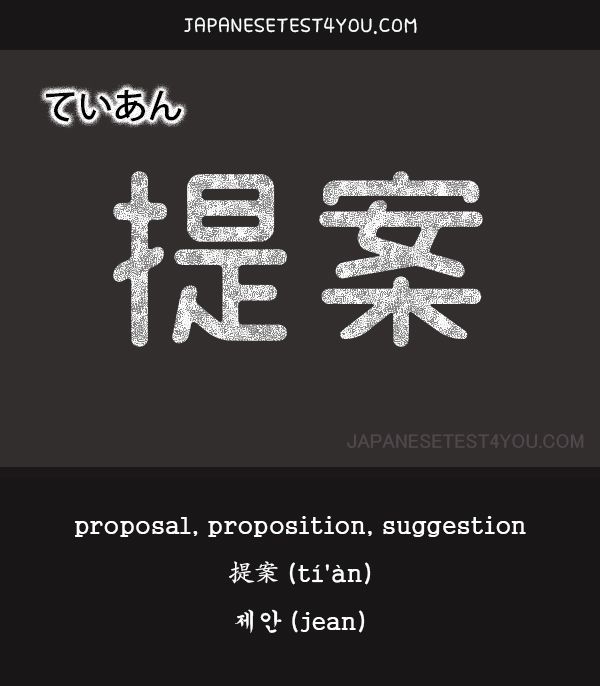 JAPANESETEST4YOU.COM
ていあん
提案
JAPANESETEST4YOU.COM
proposal, proposition, suggestion
提案 (tí'àn)
제안 (jean)